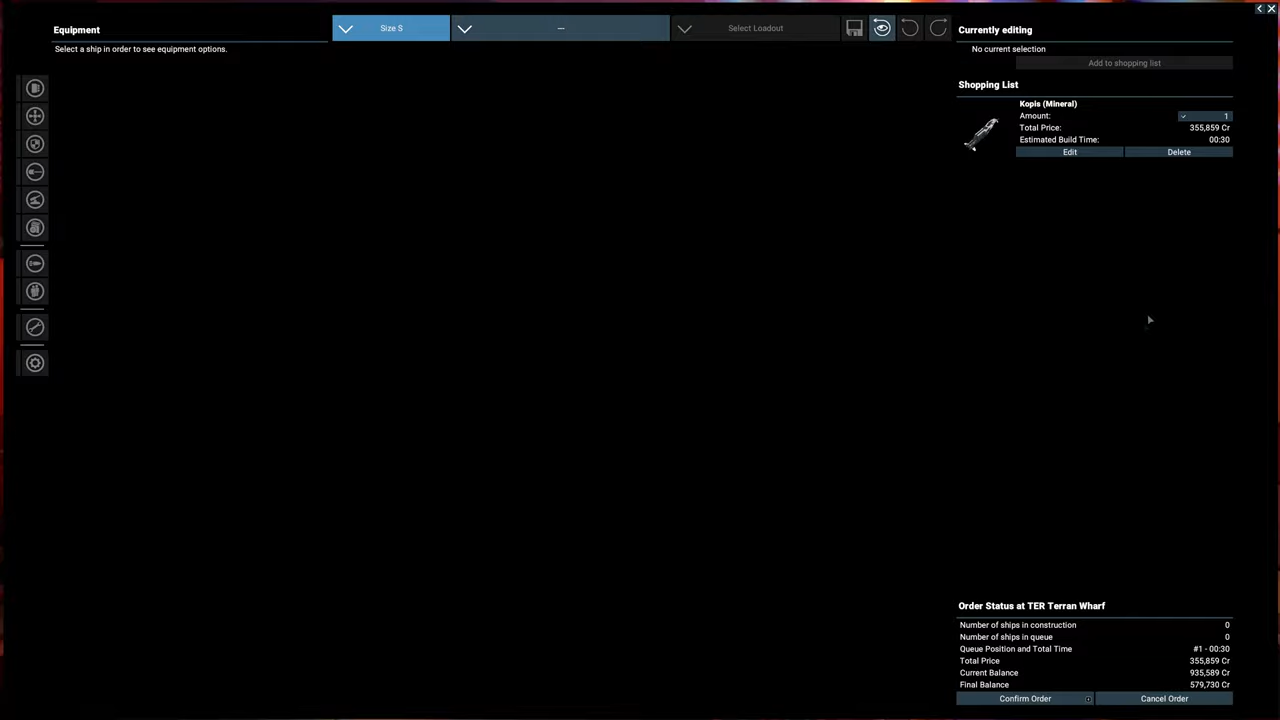 Equipment
Select a ship in order to see equipment options.
Size S
—
Select Loadout
Currently editing
No current selection
Add to shopping list
Shopping List
Kopis (Mineral)
Amount: 1
Total Price: 355,859 Cr
Estimated Build Time: 00:30
Edit Delete
Order Status at TER Terran Wharf
Number of ships in construction 0
Number of ships in queue 0
Queue Position and Total Time #1 - 00:30
Total Price 355,859 Cr
Current Balance 935,589 Cr
Final Balance 579,730 Cr
Confirm Order Cancel Order